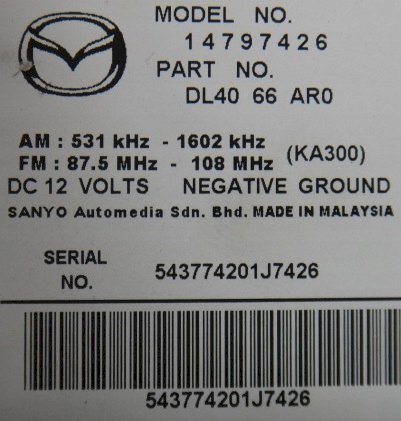 MODEL NO.
14797426
PART NO.
DL40 66 AR0
AM : 531 kHz - 1602 kHz
FM : 87.5 MHz - 108 MHz (KA300)
DC 12 VOLTS NEGATIVE GROUND
SANYO Automedia Sdn. Bhd. MADE IN MALAYSIA
SERIAL NO. 543774201J7426
543774201J7426